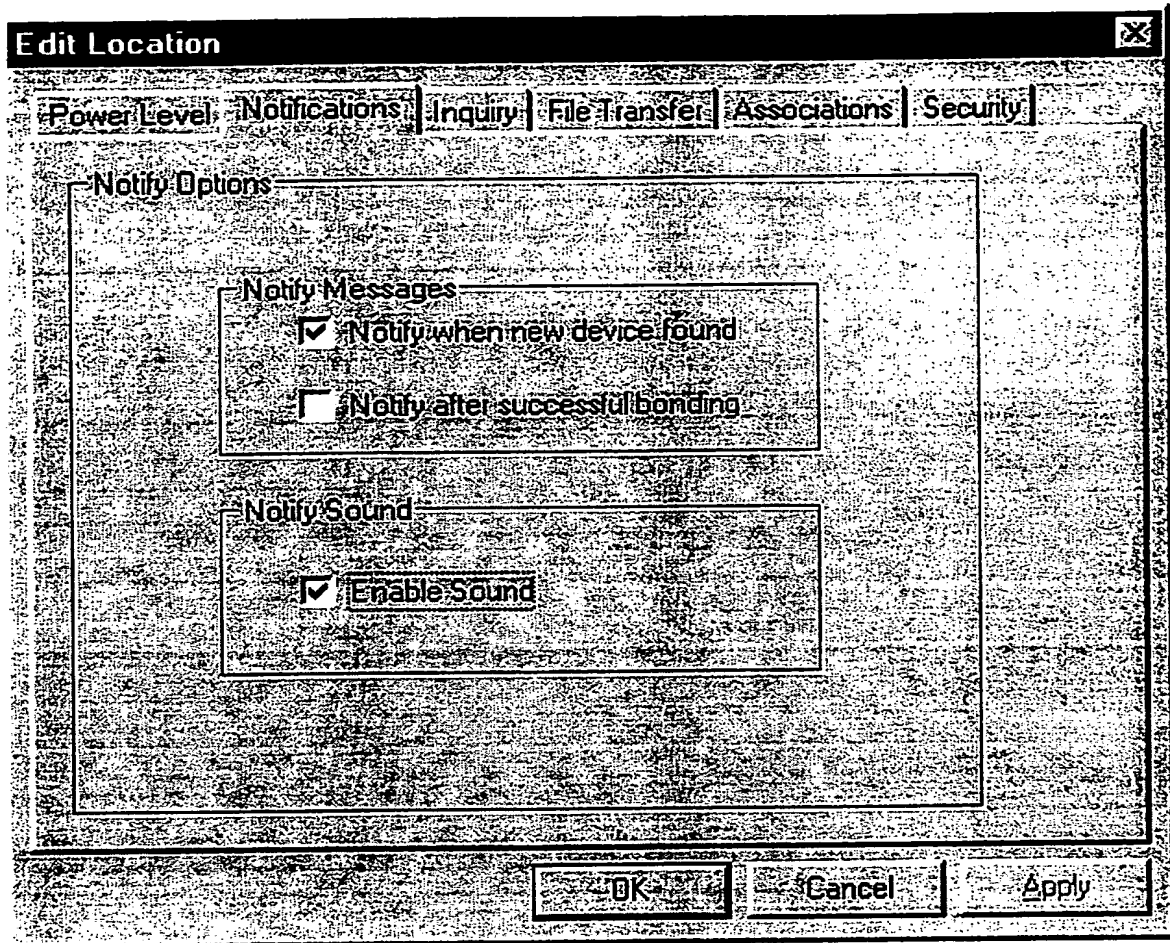 Edit Location
Power Level Notifications Inquiry File Transfer Associations Security
Notify Options
Notify Messages
Notify when new device found
Notify after successful bonding
Notify Sound
Enable Sound
OK Cancel Apply